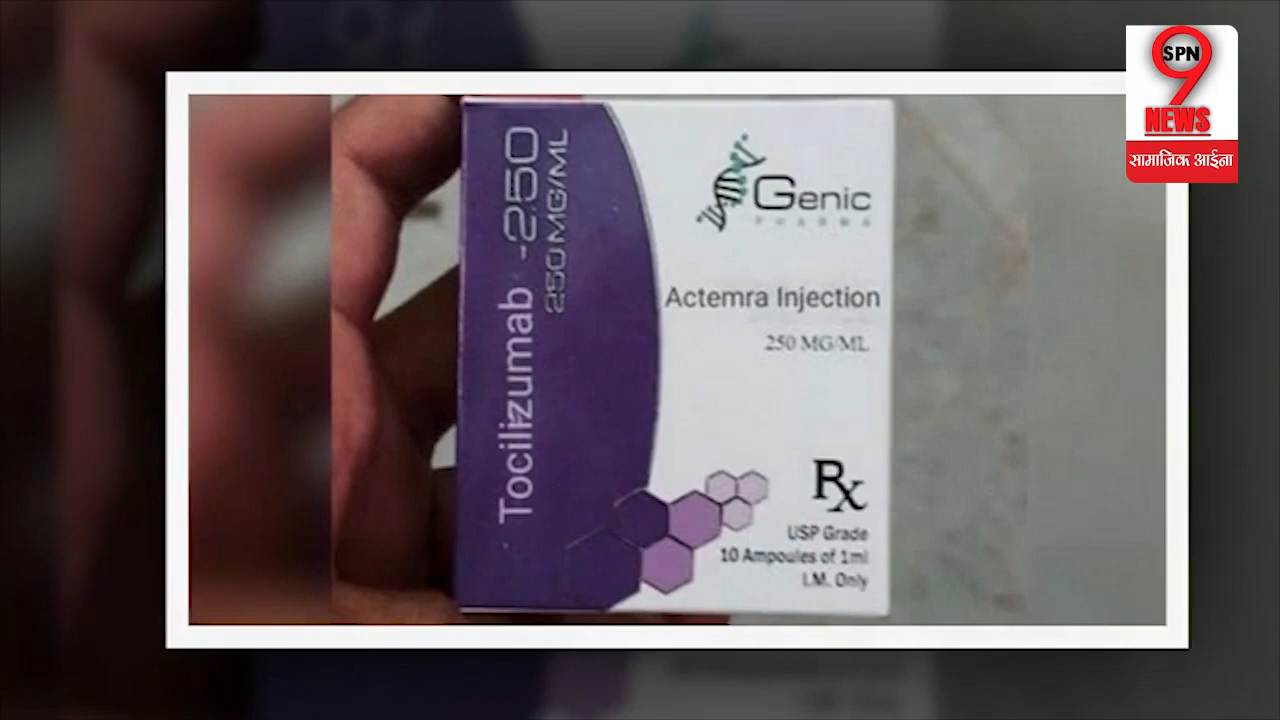 SPN
9
NEWS
सामाजिक आईना
Tocilizumab -250
250 MG/ML
Genic
PHARMA
Actemra Injection
250 MG/ML
Rx
USP Grade
10 Ampoules of 1ml
I.M. Only